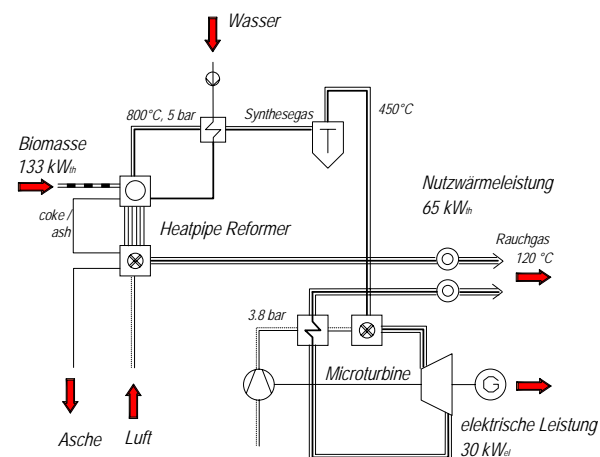 Wasser
800°C, 5 bar
Synthesegas
450°C
T
Biomasse
133 kWth
Nutzwärmeleistung
65 kWth
coke /
ash
Heatpipe Reformer
Rauchgas
120 °C
3.8 bar
Microturbine
G
Asche
Luft
elektrische Leistung
30 kWel